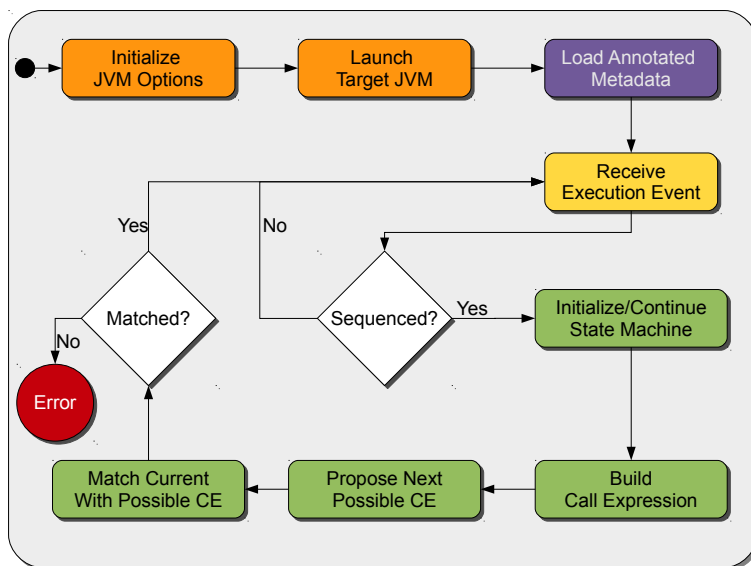 Initialize
JVM Options
Launch
Target JVM
Load Annotated
Metadata
Receive
Execution Event
Yes
No
Matched?
Sequenced?
Yes
Initialize/Continue
State Machine
No
Error
Match Current
With Possible CE
Propose Next
Possible CE
Build
Call Expression